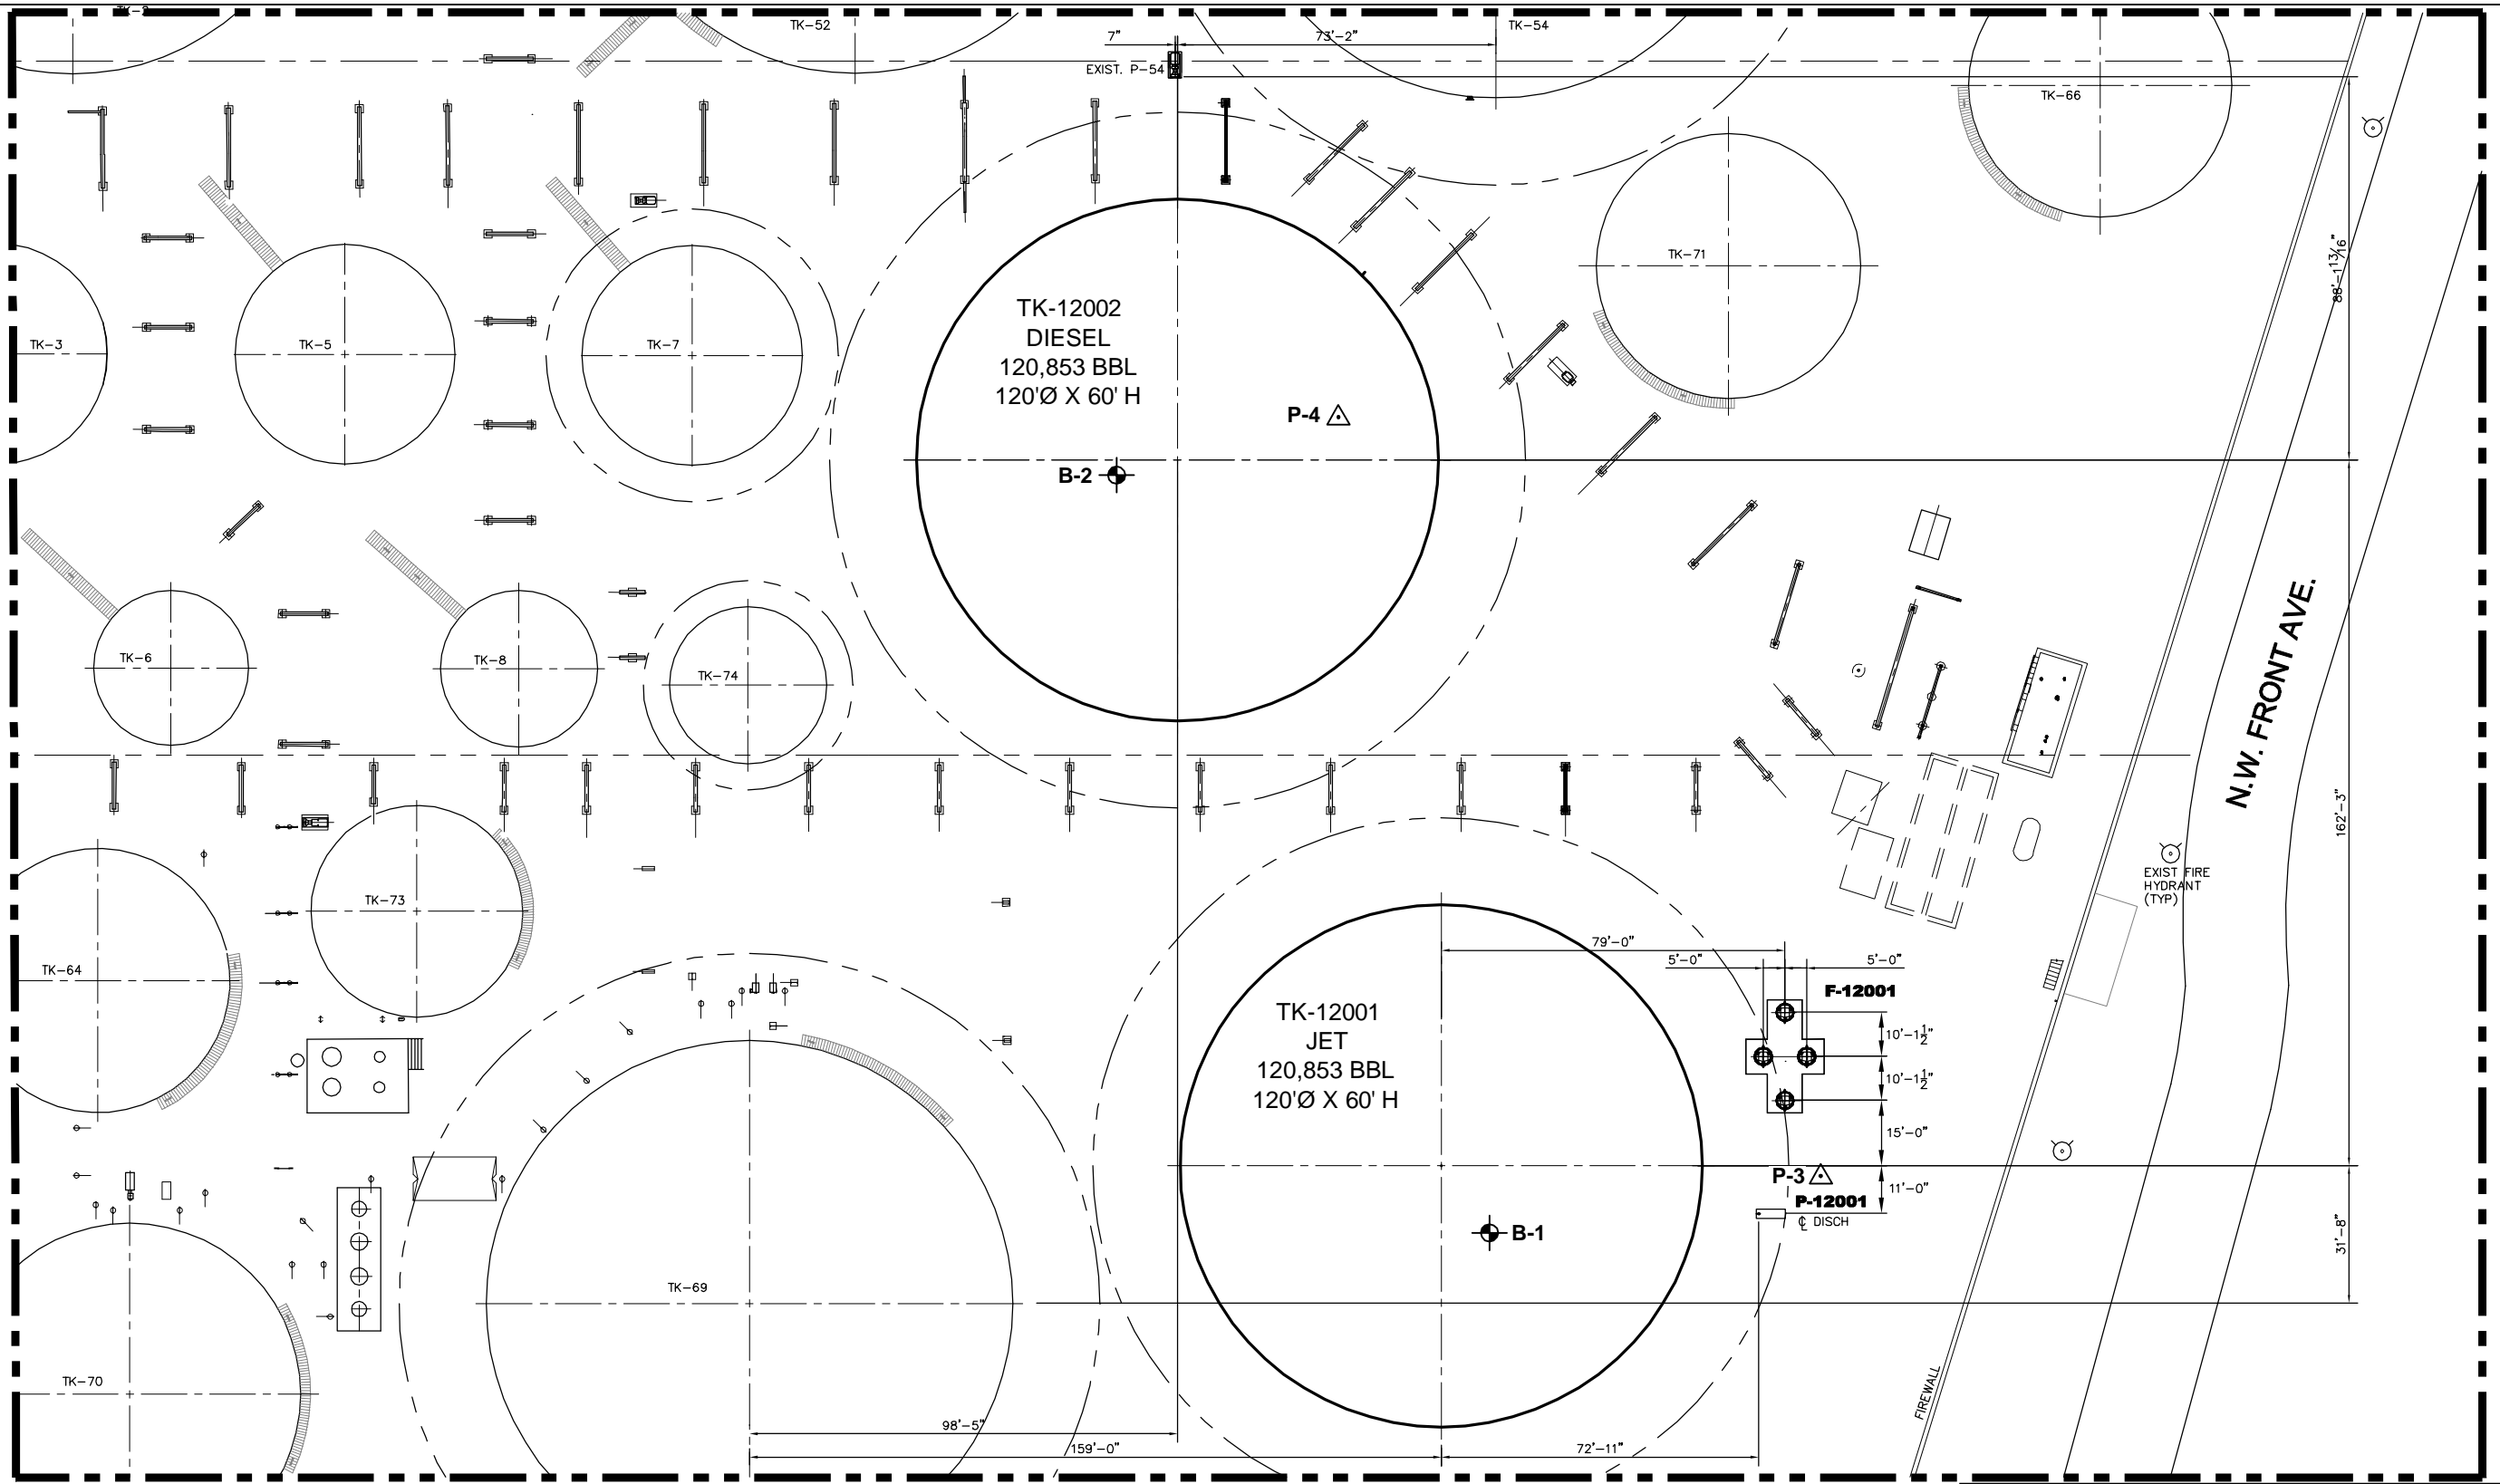 TK-52
TK-54
7"
73'-2"
EXIST. P-54
TK-66
TK-71
88'-1 13/16"
TK-12002
DIESEL
120,853 BBL
120'Ø X 60' H
TK-3
TK-5
TK-7
P-4
B-2
N.W. FRONT AVE.
TK-6
TK-8
TK-74
162'-3"
EXIST FIRE
HYDRANT
(TYP)
TK-73
TK-64
79'-0"
5'-0"
5'-0"
F-12001
TK-12001
JET
120,853 BBL
120'Ø X 60' H
10'-1 1/2"
10'-1 1/2"
15'-0"
P-3
P-12001
11'-0"
℄ DISCH
B-1
31'-8"
TK-69
TK-70
FIREWALL
98'-5"
159'-0"
72'-11"